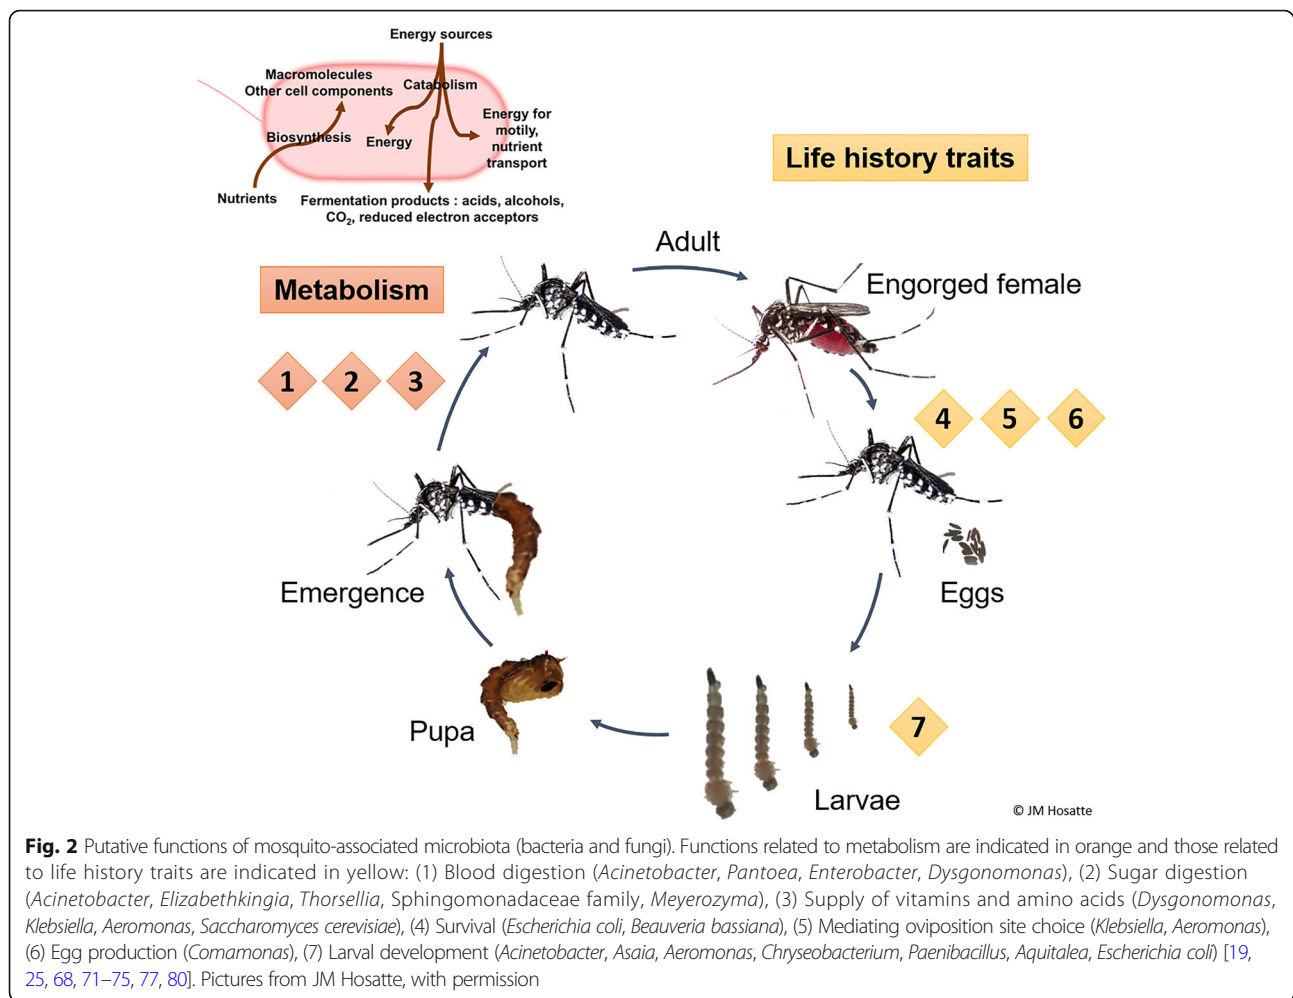 Energy sources
Macromolecules
Other cell components
Catabolism
Biosynthesis
Energy
Energy for
motily,
nutrient
transport
Nutrients
Fermentation products : acids, alcohols,
CO2, reduced electron acceptors
Life history traits
Adult
Metabolism
Engorged female
1 2 3
4 5 6
Emergence
Eggs
Pupa
7
Larvae
© JM Hosatte
Fig. 2 Putative functions of mosquito-associated microbiota (bacteria and fungi). Functions related to metabolism are indicated in orange and those related
to life history traits are indicated in yellow: (1) Blood digestion (Acinetobacter, Pantoea, Enterobacter, Dysgonomonas), (2) Sugar digestion
(Acinetobacter, Elizabethkingia, Thorsellia, Sphingomonadaceae family, Meyerozyma), (3) Supply of vitamins and amino acids (Dysgonomonas,
Klebsiella, Aeromonas, Saccharomyces cerevisiae), (4) Survival (Escherichia coli, Beauveria bassiana), (5) Mediating oviposition site choice (Klebsiella, Aeromonas),
(6) Egg production (Comamonas), (7) Larval development (Acinetobacter, Asaia, Aeromonas, Chryseobacterium, Paenibacillus, Aquitalea, Escherichia coli) [19,
25, 68, 71–75, 77, 80]. Pictures from JM Hosatte, with permission